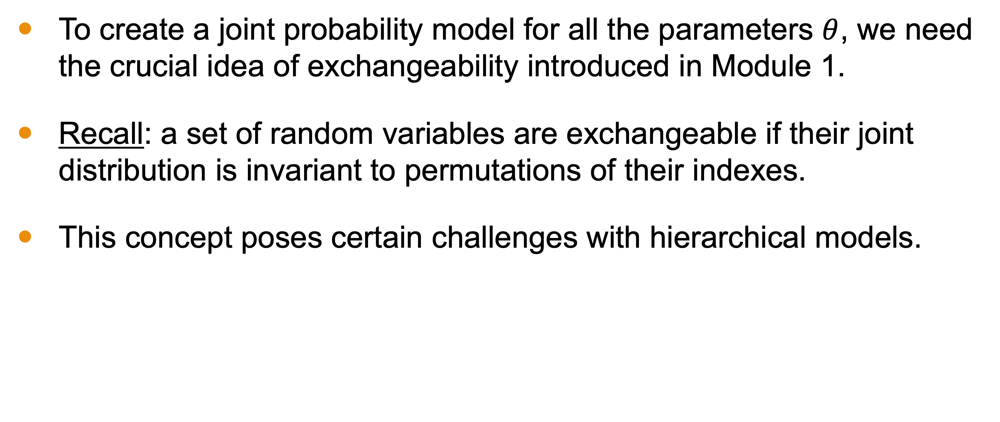 • To create a joint probability model for all the parameters 𝜃, we need
the crucial idea of exchangeability introduced in Module 1.
• Recall: a set of random variables are exchangeable if their joint
distribution is invariant to permutations of their indexes.
• This concept poses certain challenges with hierarchical models.